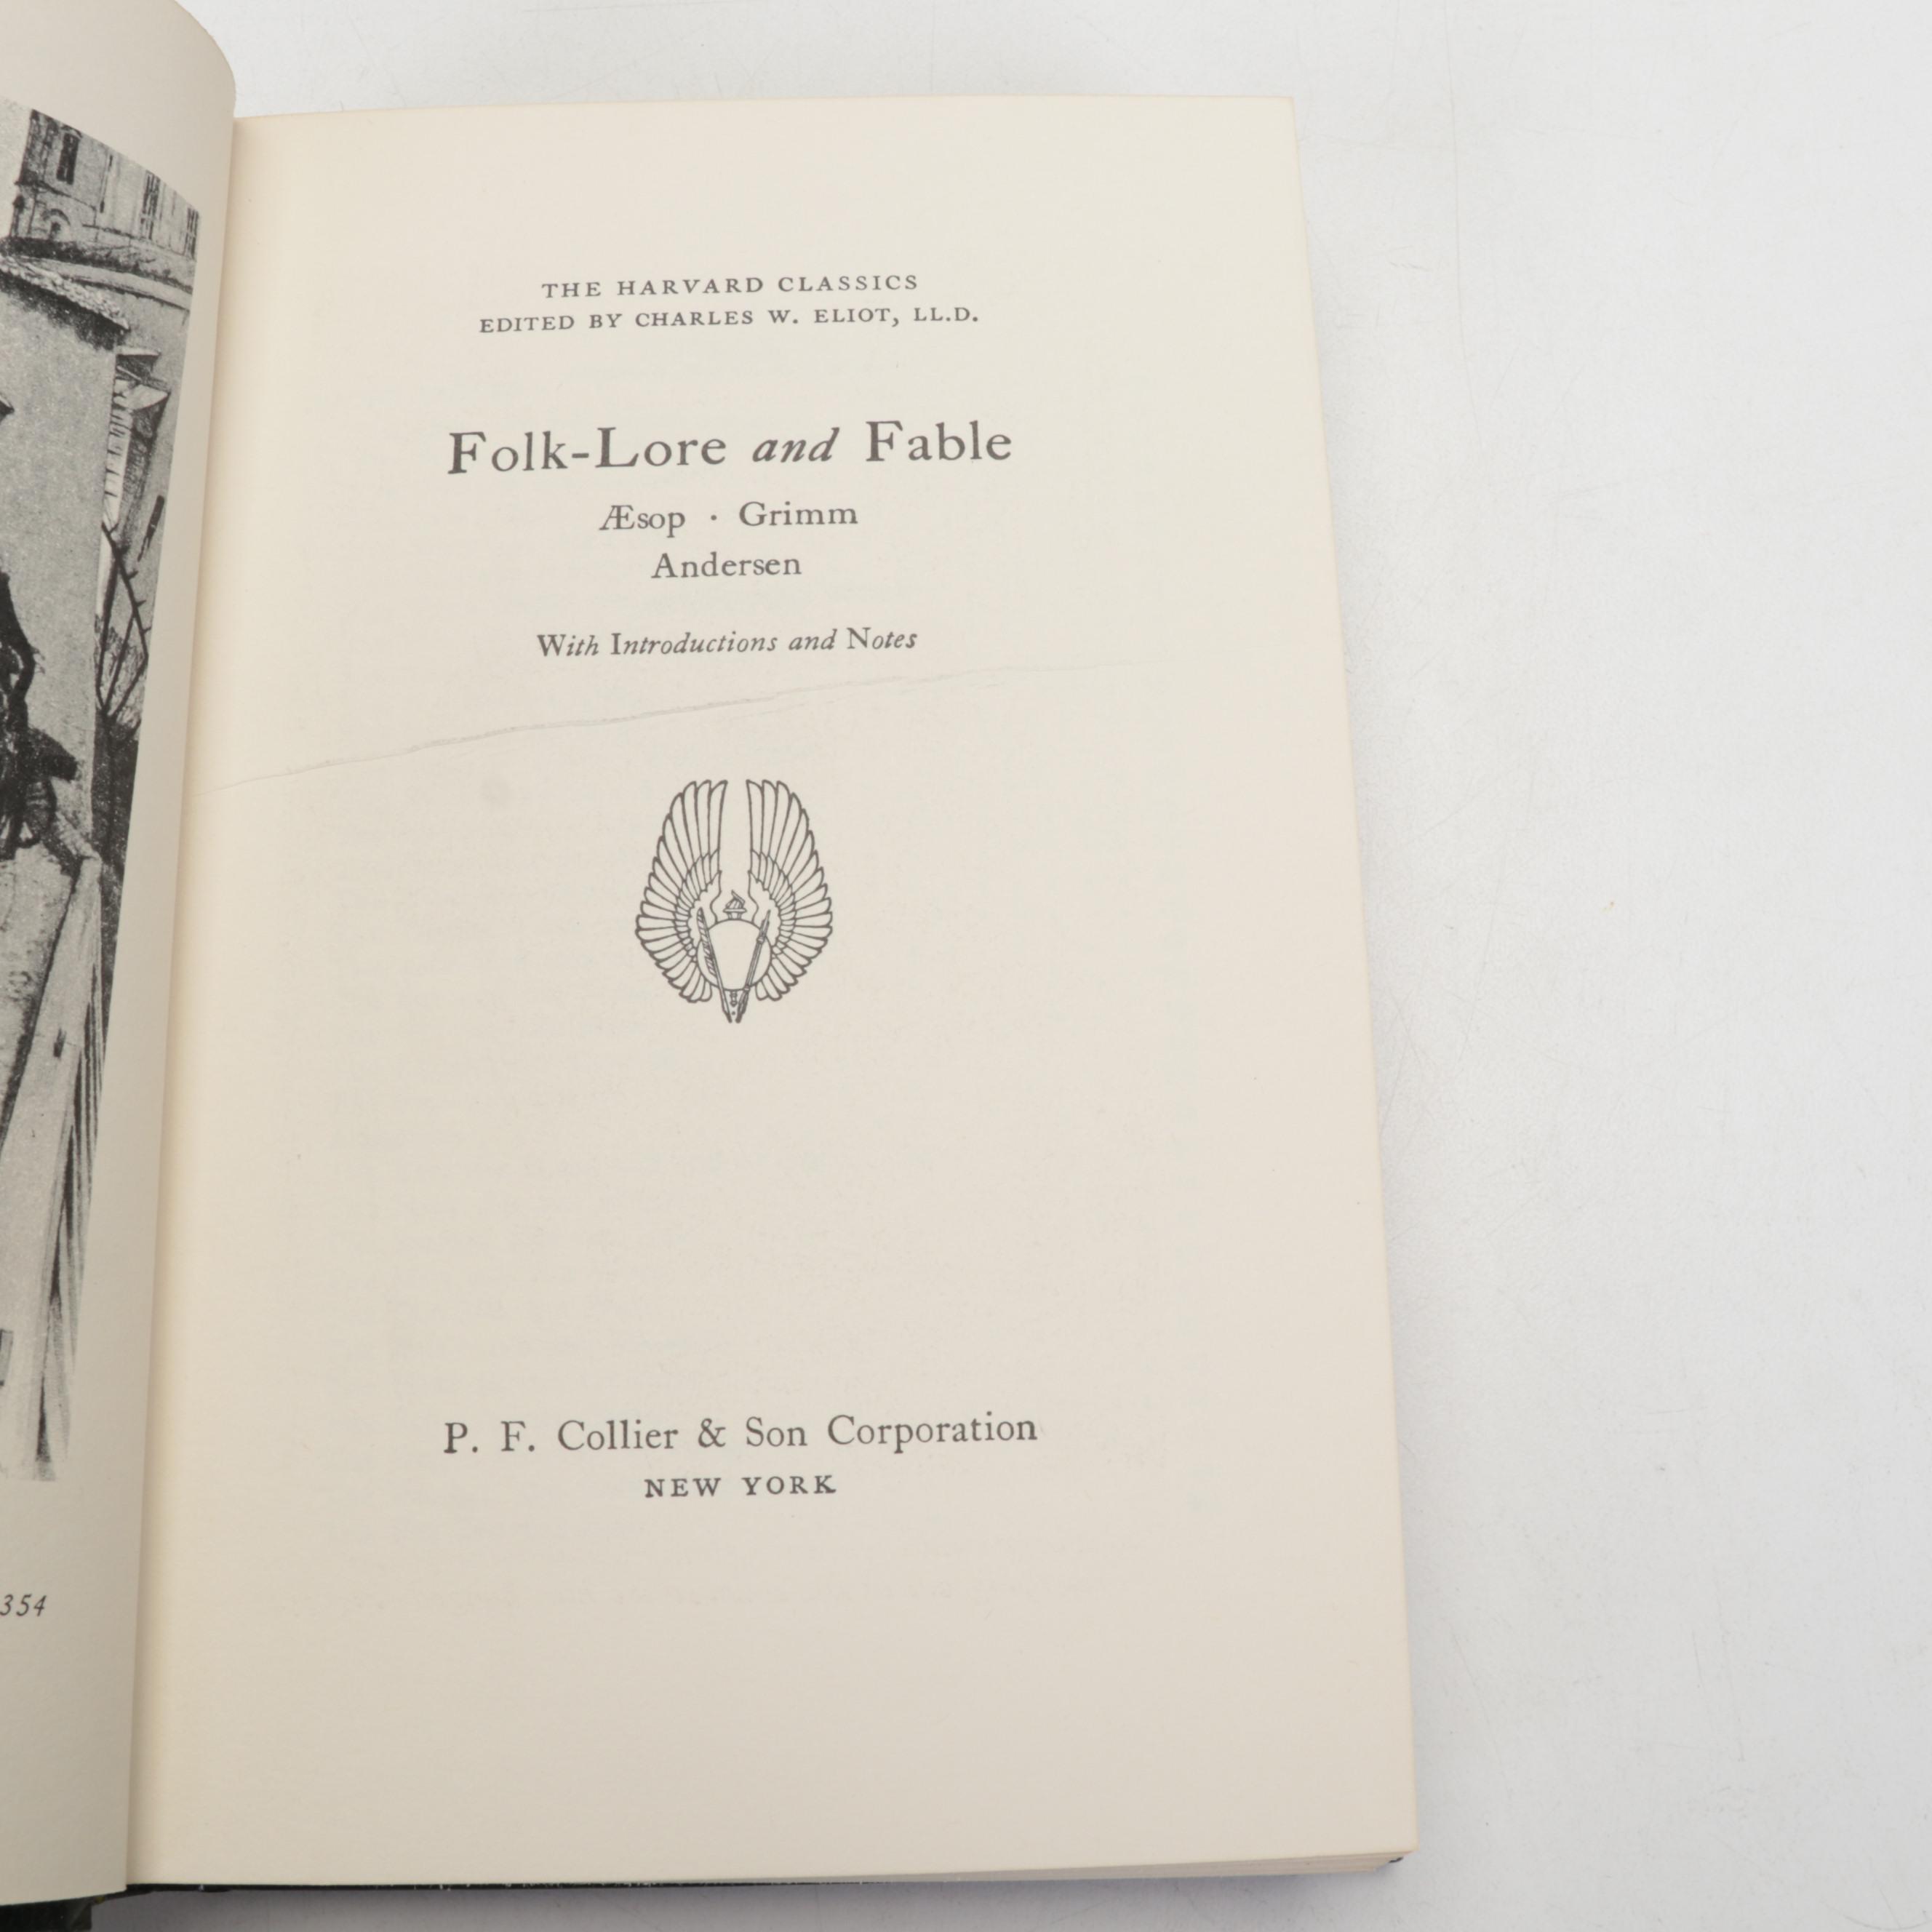 THE HARVARD CLASSICS
EDITED BY CHARLES W. ELIOT, LL.D.
Folk-Lore and Fable
Æsop · Grimm
Andersen
With Introductions and Notes
P. F. Collier & Son Corporation
NEW YORK
354